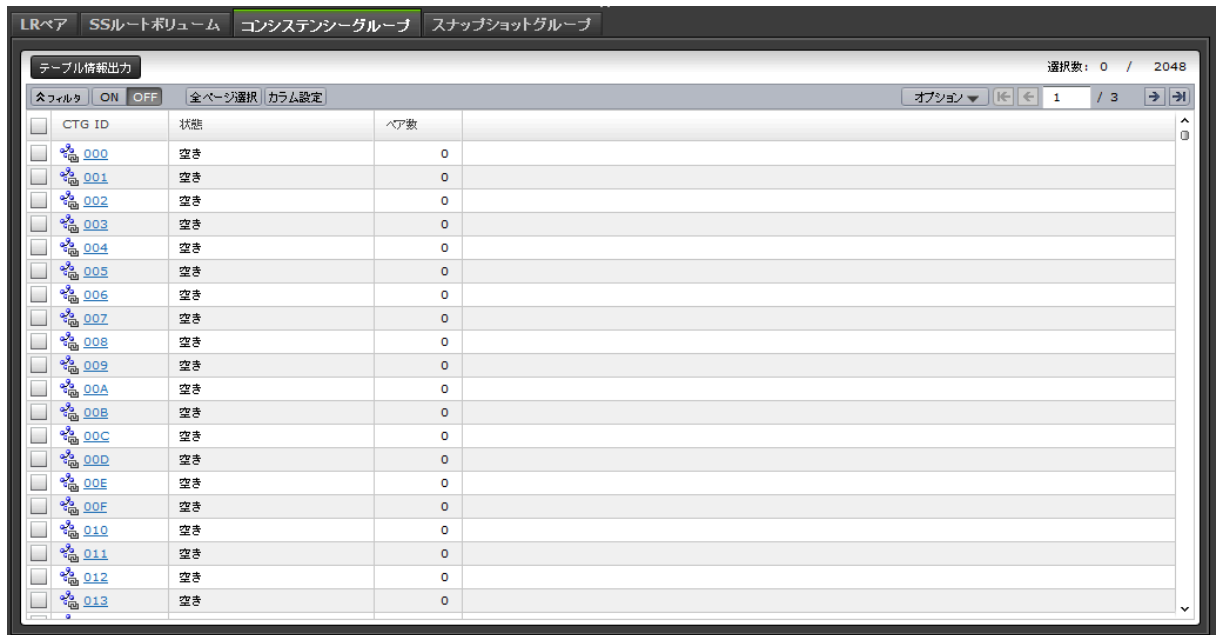 LRペア SSルートボリューム コンシステンシーグループ スナップショットグループ
テーブル情報出力 選択数: 0 / 2048
フィルタ ON OFF 全ページ選択 カラム設定 オプション 1 / 3
CTG ID 状態 ペア数
000 空き 0
001 空き 0
002 空き 0
003 空き 0
004 空き 0
005 空き 0
006 空き 0
007 空き 0
008 空き 0
009 空き 0
00A 空き 0
00B 空き 0
00C 空き 0
00D 空き 0
00E 空き 0
00F 空き 0
010 空き 0
011 空き 0
012 空き 0
013 空き 0